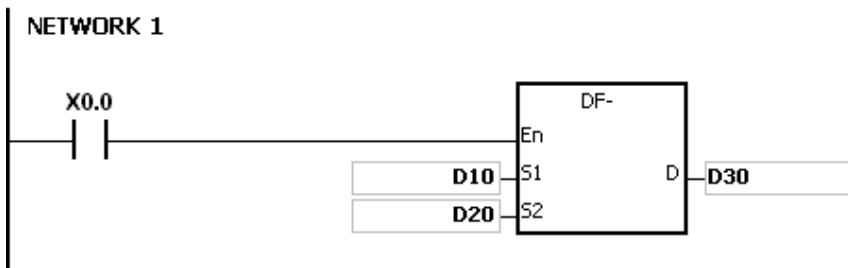 NETWORK 1
X0.0
DF-
En
D10 S1 D D30
D20 S2